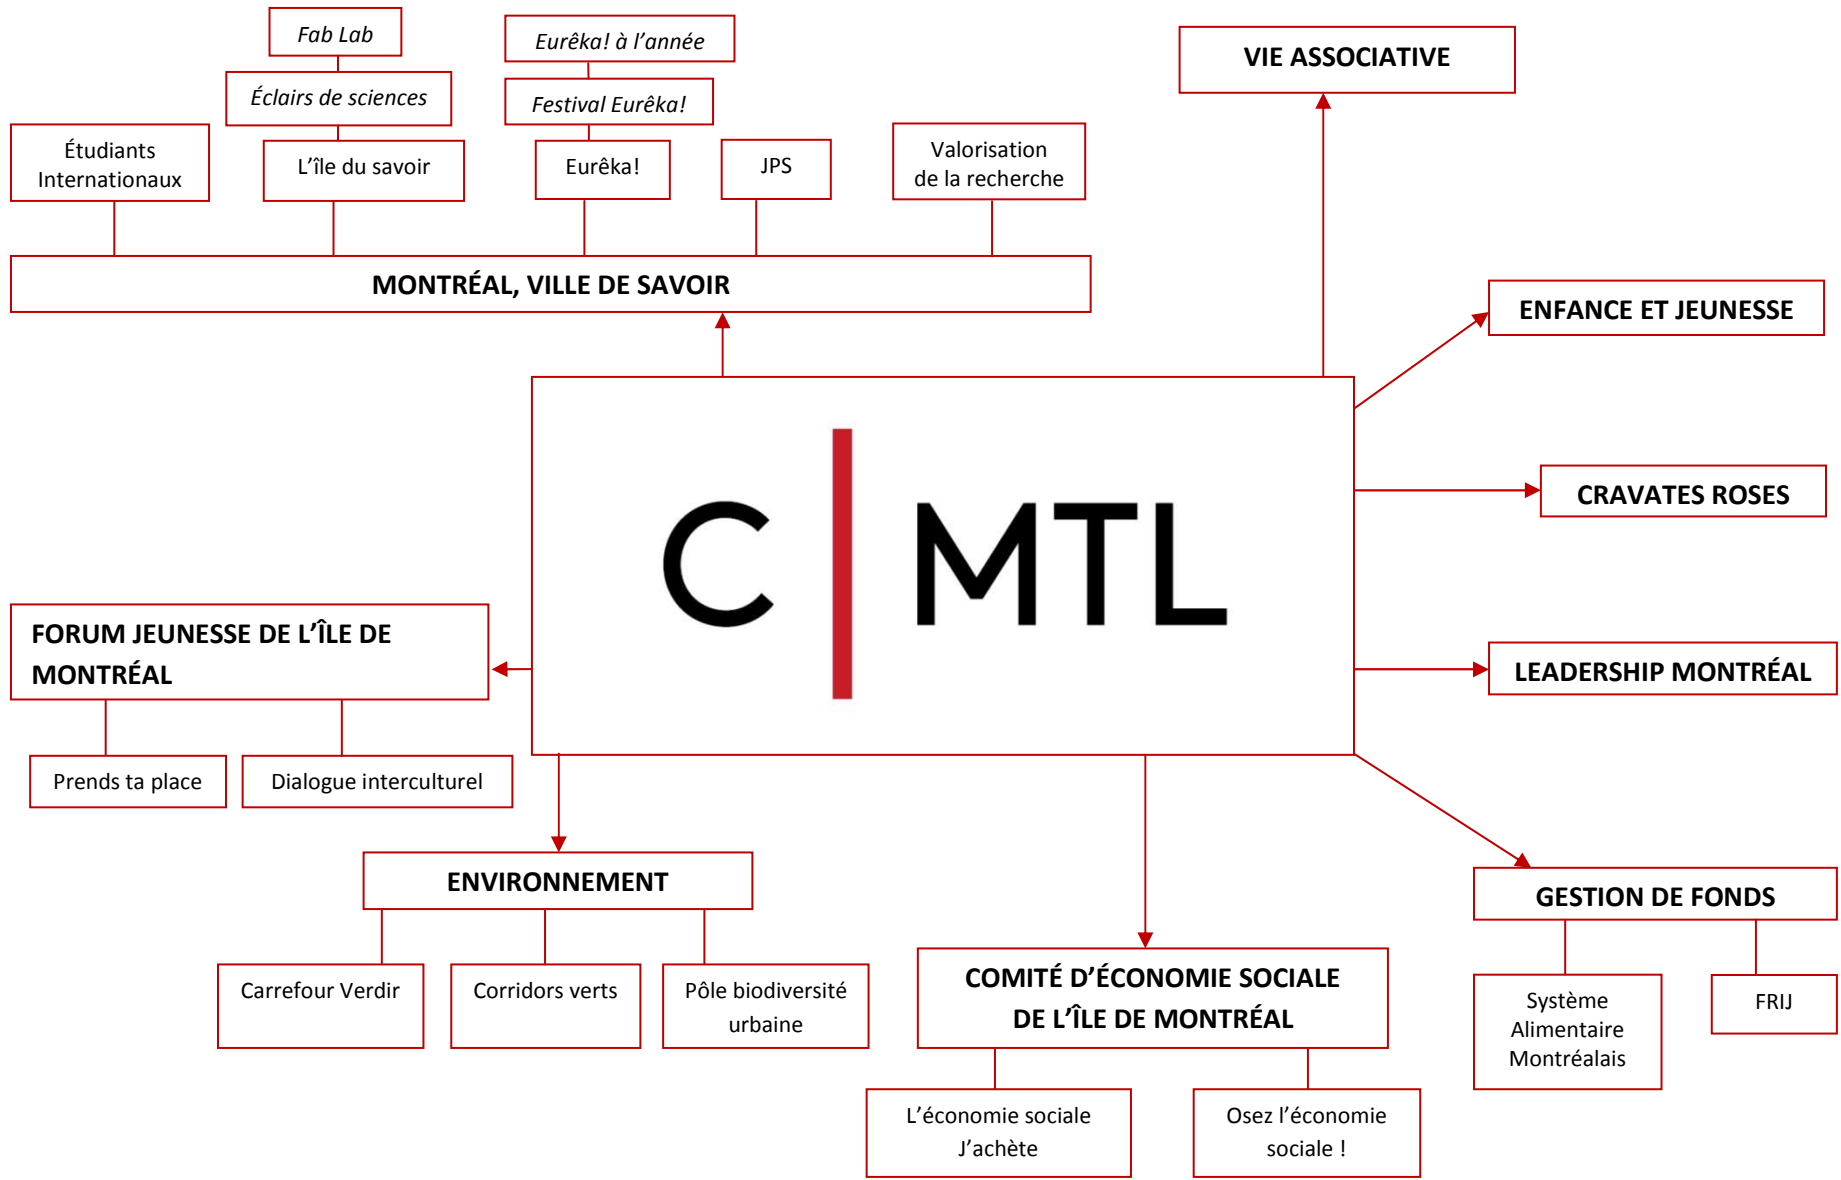 Fab Lab
Éclairs de sciences
Eurêka! à l’année
Festival Eurêka!
Étudiants
Internationaux
L’île du savoir
Eurêka!
JPS
Valorisation
de la recherche
MONTRÉAL, VILLE DE SAVOIR
VIE ASSOCIATIVE
ENFANCE ET JEUNESSE
CRAVATES ROSES
C | MTL
LEADERSHIP MONTRÉAL
FORUM JEUNESSE DE L’ÎLE DE
MONTRÉAL
Prends ta place
Dialogue interculturel
ENVIRONNEMENT
Carrefour Verdir
Corridors verts
Pôle biodiversité
urbaine
COMITÉ D’ÉCONOMIE SOCIALE
DE L’ÎLE DE MONTRÉAL
L’économie sociale
J’achète
Osez l’économie
sociale !
GESTION DE FONDS
Système
Alimentaire
Montréalais
FRIJ